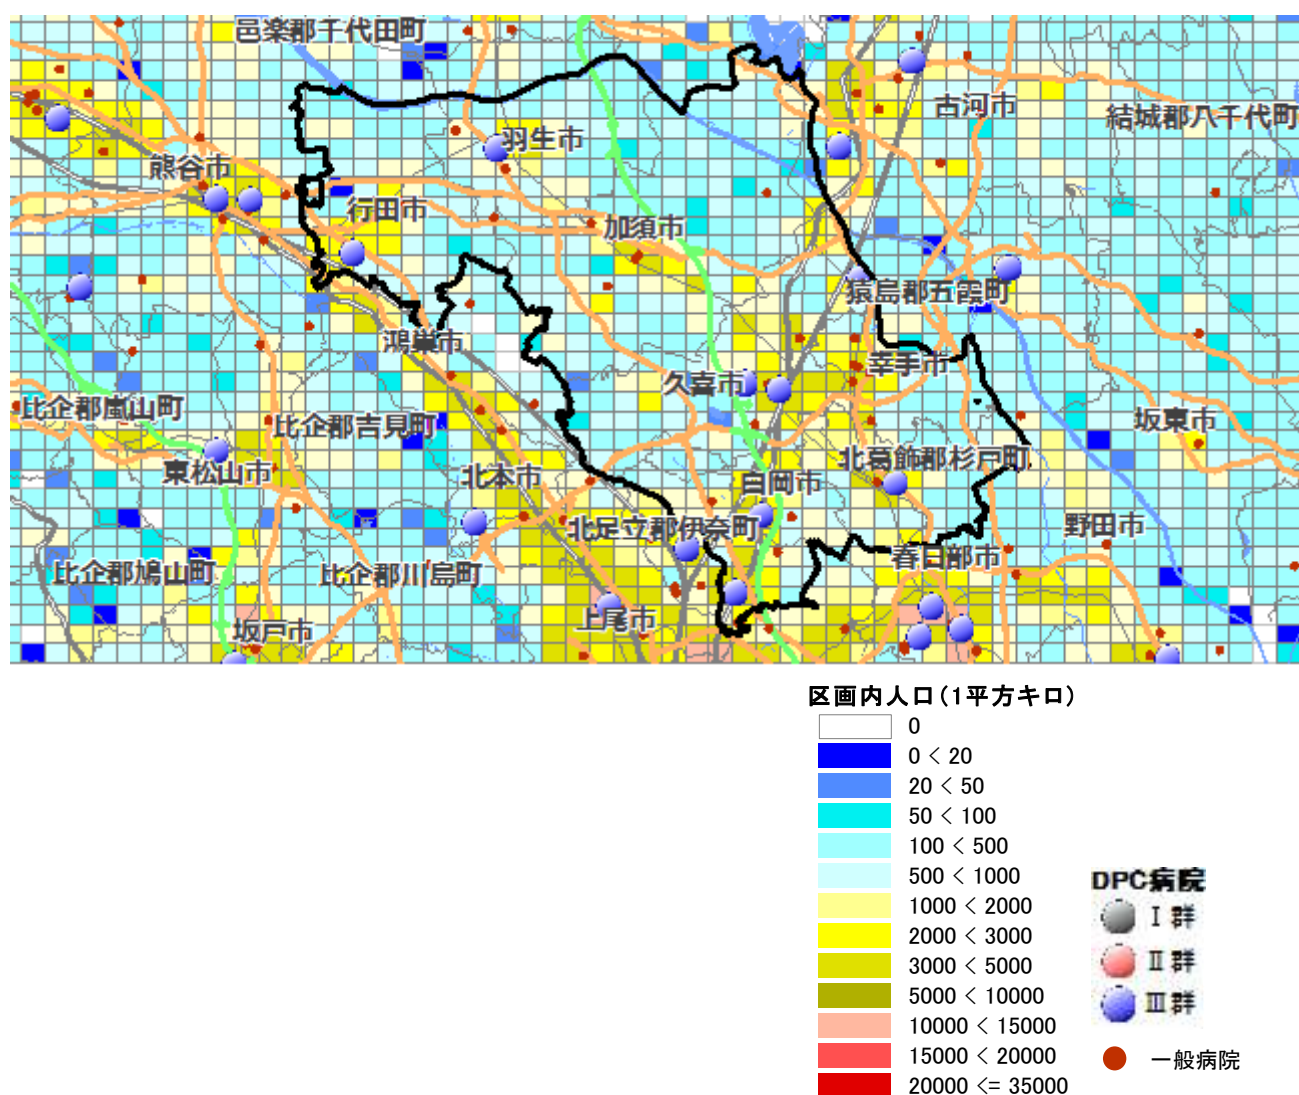 邑楽郡千代田町
古河市
結城郡八千代町
羽生市
熊谷市
行田市
加須市
猿島郡五霞町
鴻巣市
幸手市
久喜市
比企郡嵐山町
比企郡吉見町
坂東市
東松山市
北本市
北葛飾郡杉戸町
白岡市
北足立郡伊奈町
野田市
春日部市
比企郡鳩山町
比企郡川島町
坂戸市
上尾市
区画内人口(1平方キロ)
0
0 < 20
20 < 50
50 < 100
100 < 500
500 < 1000
1000 < 2000
2000 < 3000
3000 < 5000
5000 < 10000
10000 < 15000
15000 < 20000
20000 <= 35000
DPC病院
Ⅰ群
Ⅱ群
Ⅲ群
一般病院